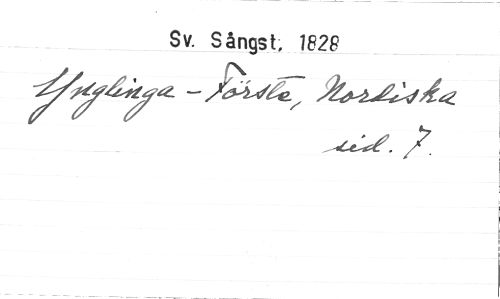 Sv. Sångst, 1828
Ynglinga-Förste, Nordiska
sid. 7.